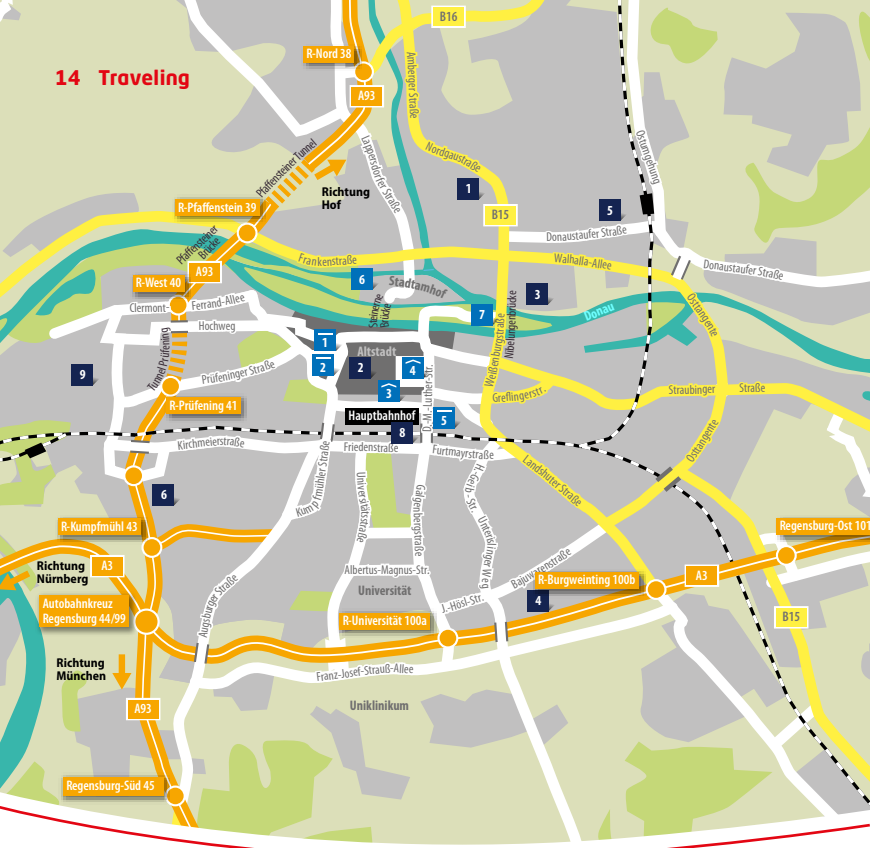 14 Traveling
B16
R-Nord 38
A93
Amberger Straße
Nordgaustraße
Lappersdorfer Straße
Pfaffensteiner Tunnel
Richtung
Hof
Ostumgehung
1
5
B15
R-Pfaffenstein 39
Pfaffensteiner
Brücke
A93
Frankenstraße
Donaustaufer Straße
Walhalla-Allee
Donaustaufer Straße
R-West 40
6
Stadtamhof
3
Clermont-
Ferrand-Allee
Steinerne
Brücke
7
Nibelungenbrücke
Donau
Osttangente
Hochweg
1
Altstadt
Weißenburgstraße
Tunnel Prüfening
2
2
4
9
Prüfeninger Straße
3
D.-M.-Luther-Str.
Greflingerstr.
Straubinger
Straße
R-Prüfening 41
Hauptbahnhof
5
8
Kirchmeierstraße
Friedenstraße
Furtmayrstraße
Osttangente
Kumpfmühler Straße
Universitätsstraße
Galgenbergstraße
H.-Geib.-Str.
Landshuter Straße
6
Unterislinger Weg
R-Kumpfmühl 43
Regensburg-Ost 101
Richtung
Nürnberg
A3
Albertus-Magnus-Str.
Bajuwarenstraße
R-Burgweinting 100b
A3
Autobahnkreuz
Regensburg 44/99
Augsburger Straße
Universität
J.-Hösl-Str.
4
R-Universität 100a
B15
Richtung
München
Franz-Josef-Strauß-Allee
A93
Uniklinikum
Regensburg-Süd 45